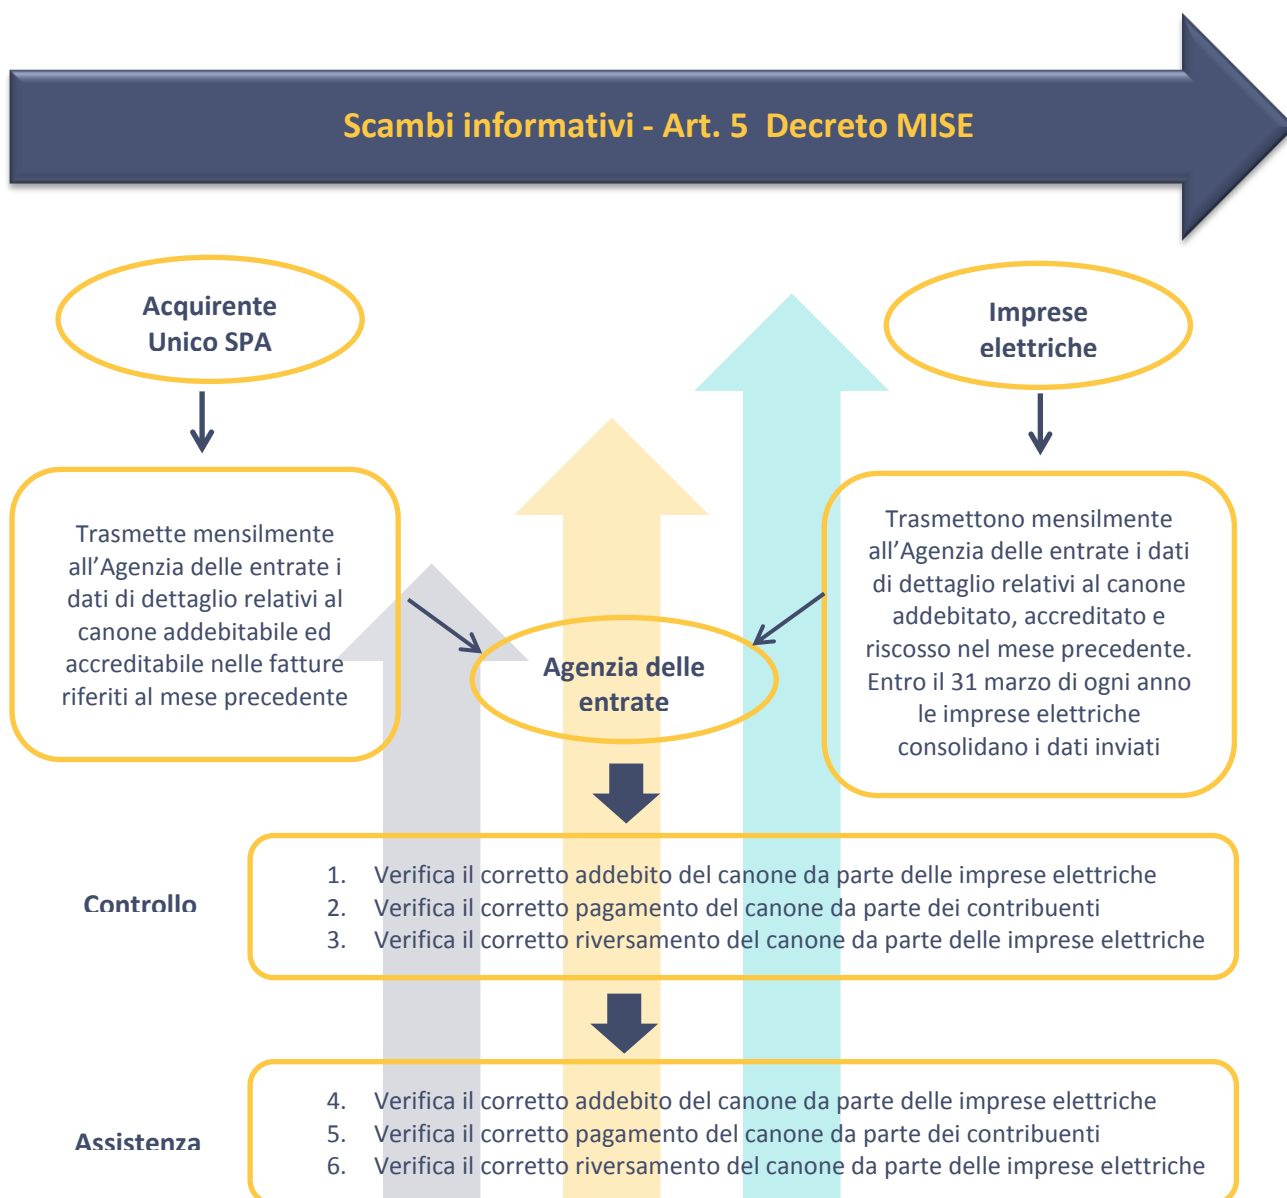 Scambi informativi - Art. 5 Decreto MISE
Acquirente
Unico SPA
Imprese
elettriche
Trasmette mensilmente
all’Agenzia delle entrate i
dati di dettaglio relativi al
canone addebitabile ed
accreditabile nelle fatture
riferiti al mese precedente
Trasmettono mensilmente
all’Agenzia delle entrate i dati
di dettaglio relativi al canone
addebitato, accreditato e
riscosso nel mese precedente.
Entro il 31 marzo di ogni anno
le imprese elettriche
consolidano i dati inviati
Agenzia delle
entrate
Controllo
1. Verifica il corretto addebito del canone da parte delle imprese elettriche
2. Verifica il corretto pagamento del canone da parte dei contribuenti
3. Verifica il corretto riversamento del canone da parte delle imprese elettriche
Assistenza
4. Verifica il corretto addebito del canone da parte delle imprese elettriche
5. Verifica il corretto pagamento del canone da parte dei contribuenti
6. Verifica il corretto riversamento del canone da parte delle imprese elettriche